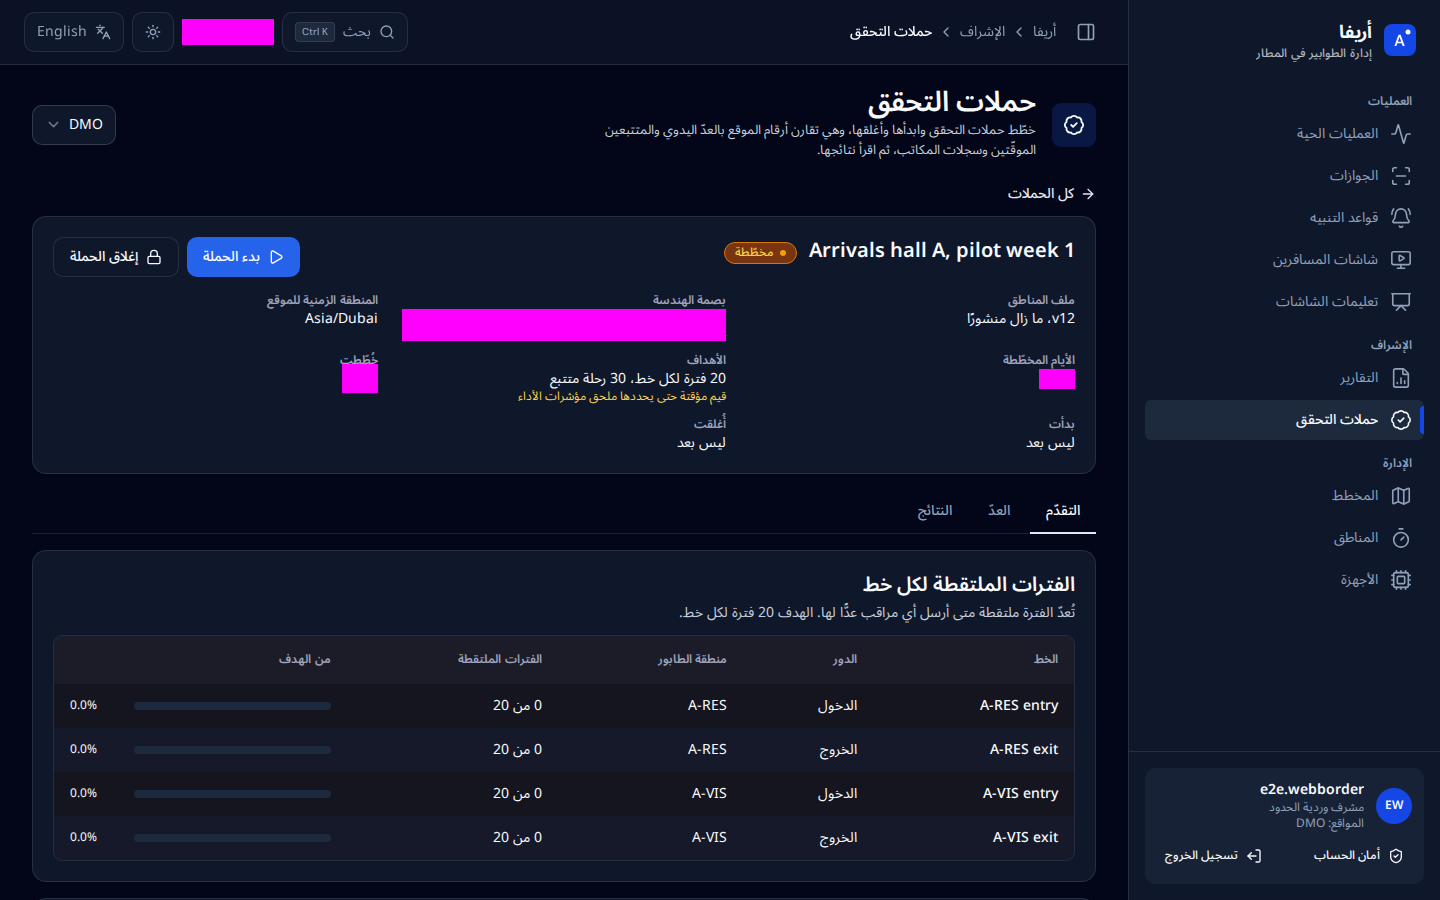 أريفا
إدارة الطوابير في المطار
A
العمليات
العمليات الحية
الجوازات
قواعد التنبيه
شاشات المسافرين
تعليمات الشاشات
الإشراف
التقارير
حملات التحقق
الإدارة
المخطط
المناطق
الأجهزة
EW
e2e.webborder
مشرف وردية الحدود
المواقع: DMO
أمان الحساب
تسجيل الخروج
أريفا
الإشراف
حملات التحقق
بحث
Ctrl K
English
حملات التحقق
خطّط حملات التحقق وابدأها وأغلقها، وهي تقارن أرقام الموقع بالعدّ اليدوي والمتتبعين
الموقّتين وسجلات المكاتب، ثم اقرأ نتائجها.
DMO
كل الحملات
Arrivals hall A, pilot week 1
مخطّطة
بدء الحملة
إغلاق الحملة
ملف المناطق
v12، ما زال منشورًا
بصمة الهندسة
المنطقة الزمنية للموقع
Asia/Dubai
الأيام المخطّطة
الأهداف
20 فترة لكل خط، 30 رحلة متتبع
قيم مؤقتة حتى يحددها ملحق مؤشرات الأداء
خُطّطت
بدأت
ليس بعد
أُغلقت
ليس بعد
التقدّم
العدّ
النتائج
الفترات الملتقطة لكل خط
تُعدّ الفترة ملتقطة متى أرسل أي مراقب عدًّا لها. الهدف 20 فترة لكل خط.
الخط الدور منطقة الطابور الفترات الملتقطة من الهدف
A-RES entry الدخول A-RES 0 من 20 0.0%
A-RES exit الخروج A-RES 0 من 20 0.0%
A-VIS entry الدخول A-VIS 0 من 20 0.0%
A-VIS exit الخروج A-VIS 0 من 20 0.0%